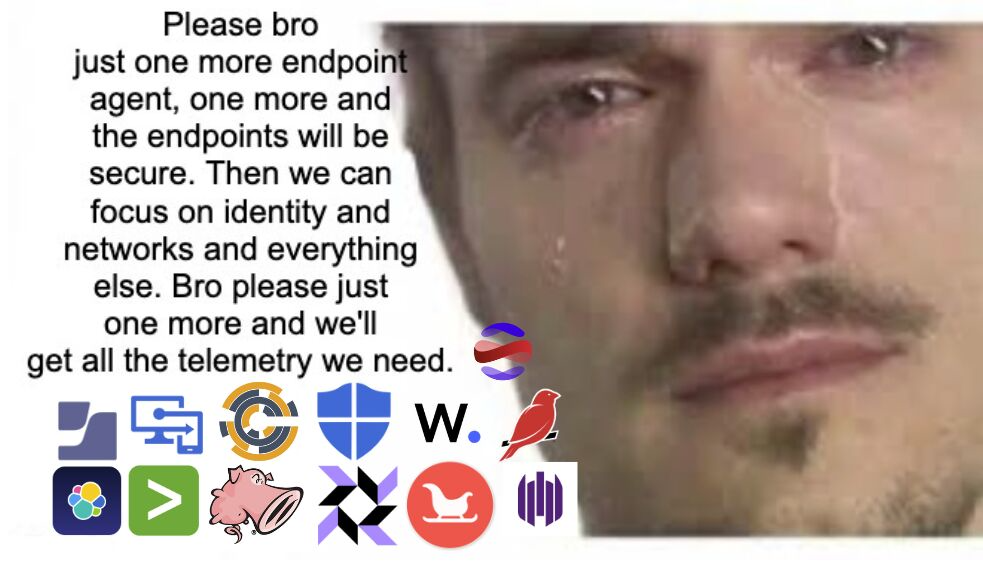 Please bro
just one more endpoint
agent, one more and
the endpoints will be
secure. Then we can
focus on identity and
networks and everything
else. Bro please just
one more and we'll
get all the telemetry we need.
W.
>